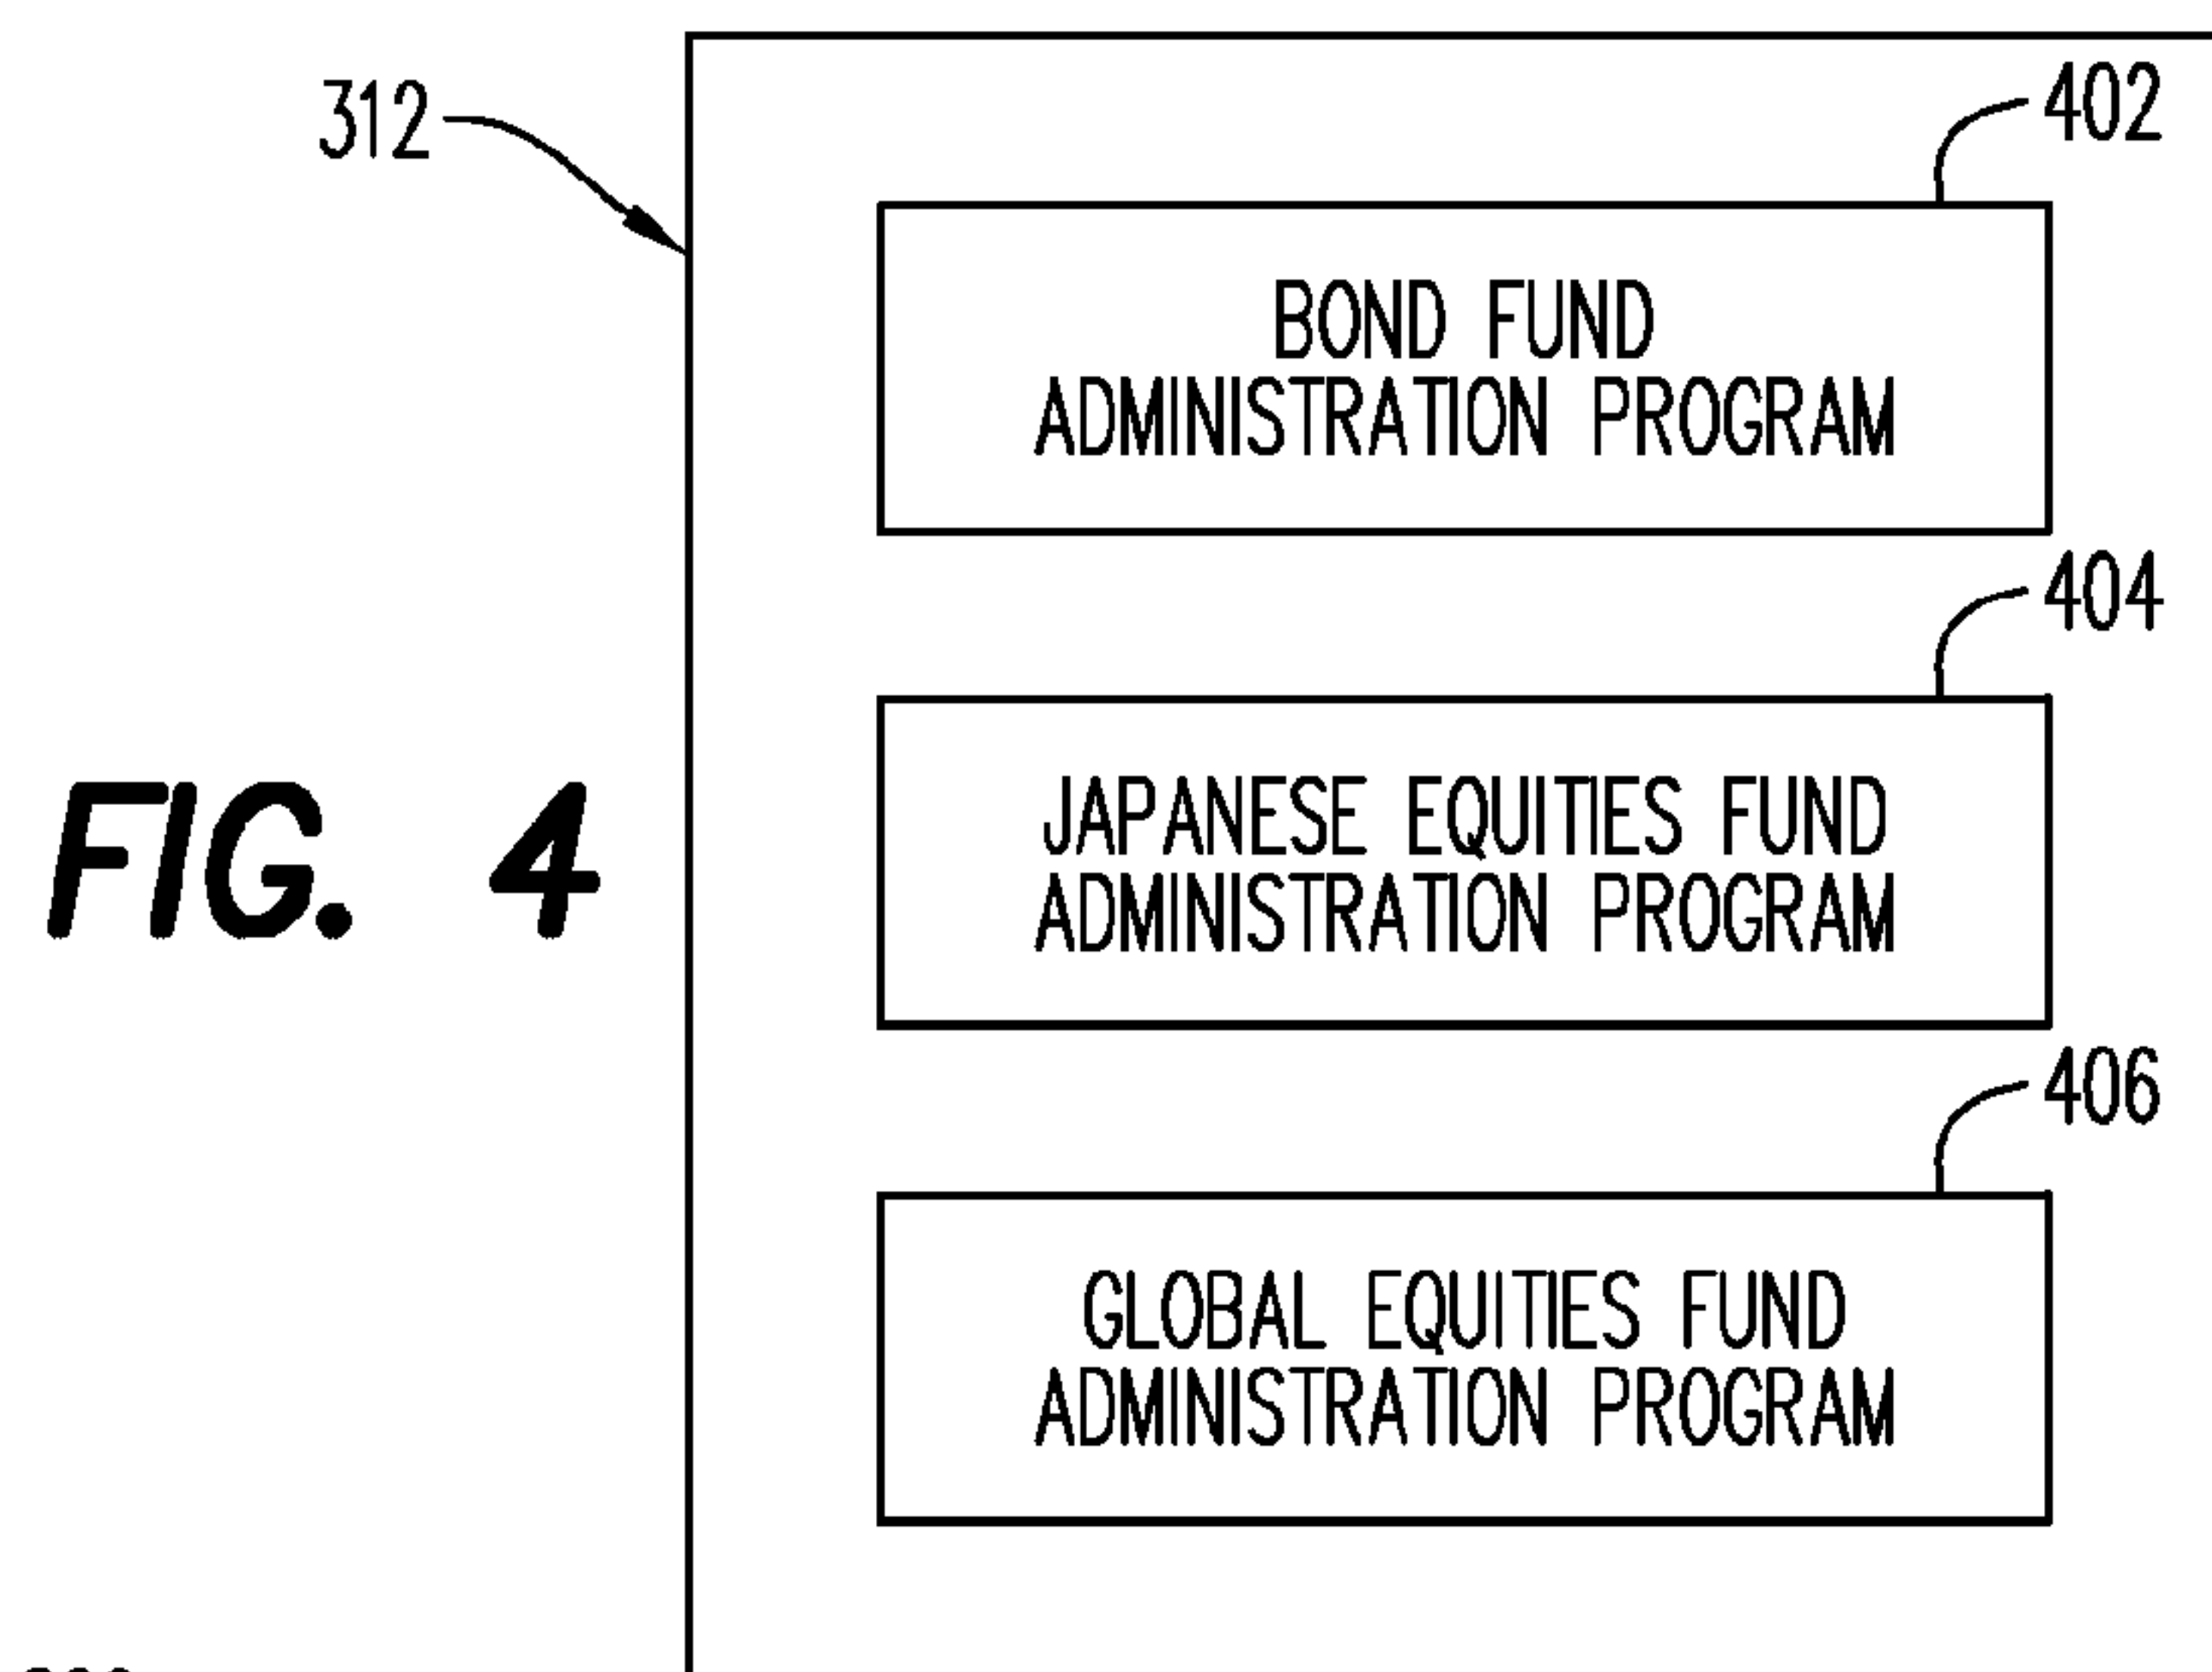 312
402
BOND FUND
ADMINISTRATION PROGRAM
404
FIG. 4
JAPANESE EQUITIES FUND
ADMINISTRATION PROGRAM
406
GLOBAL EQUITIES FUND
ADMINISTRATION PROGRAM